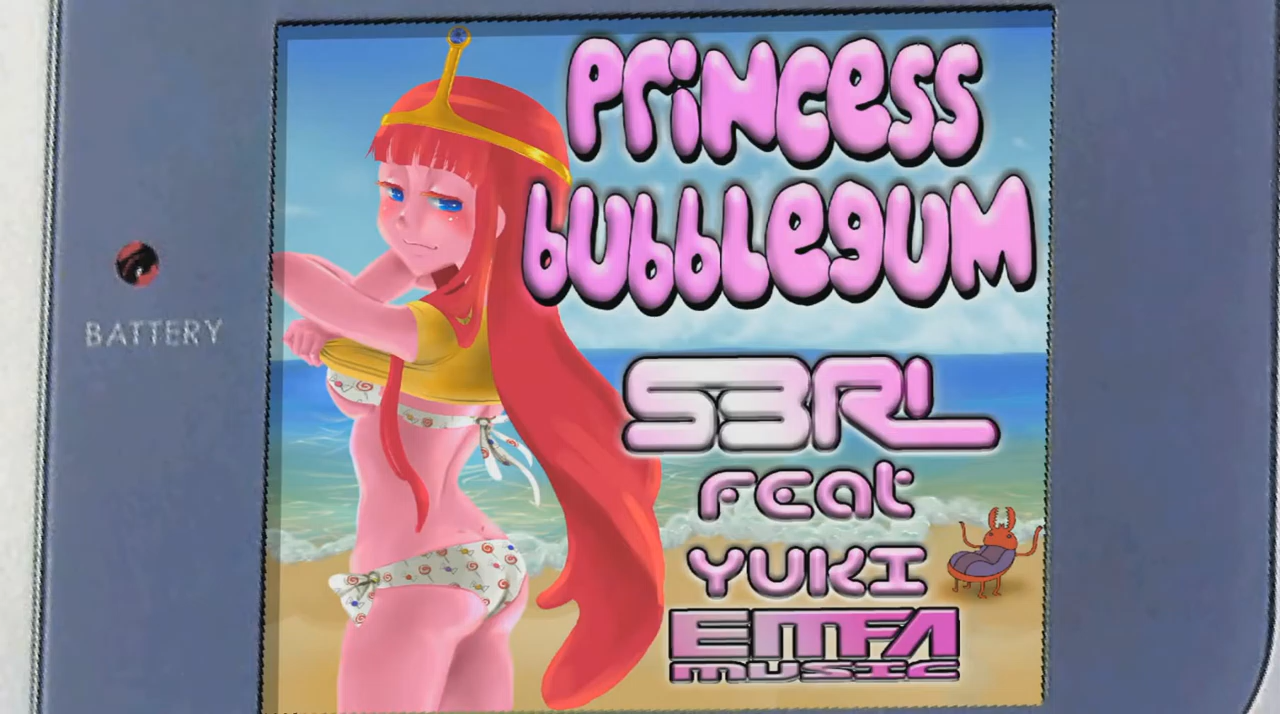 BATTERY
PRINCESS
BUBBLEGUM
S3RL
FEAT
YUKI
EMFA
MUSIC